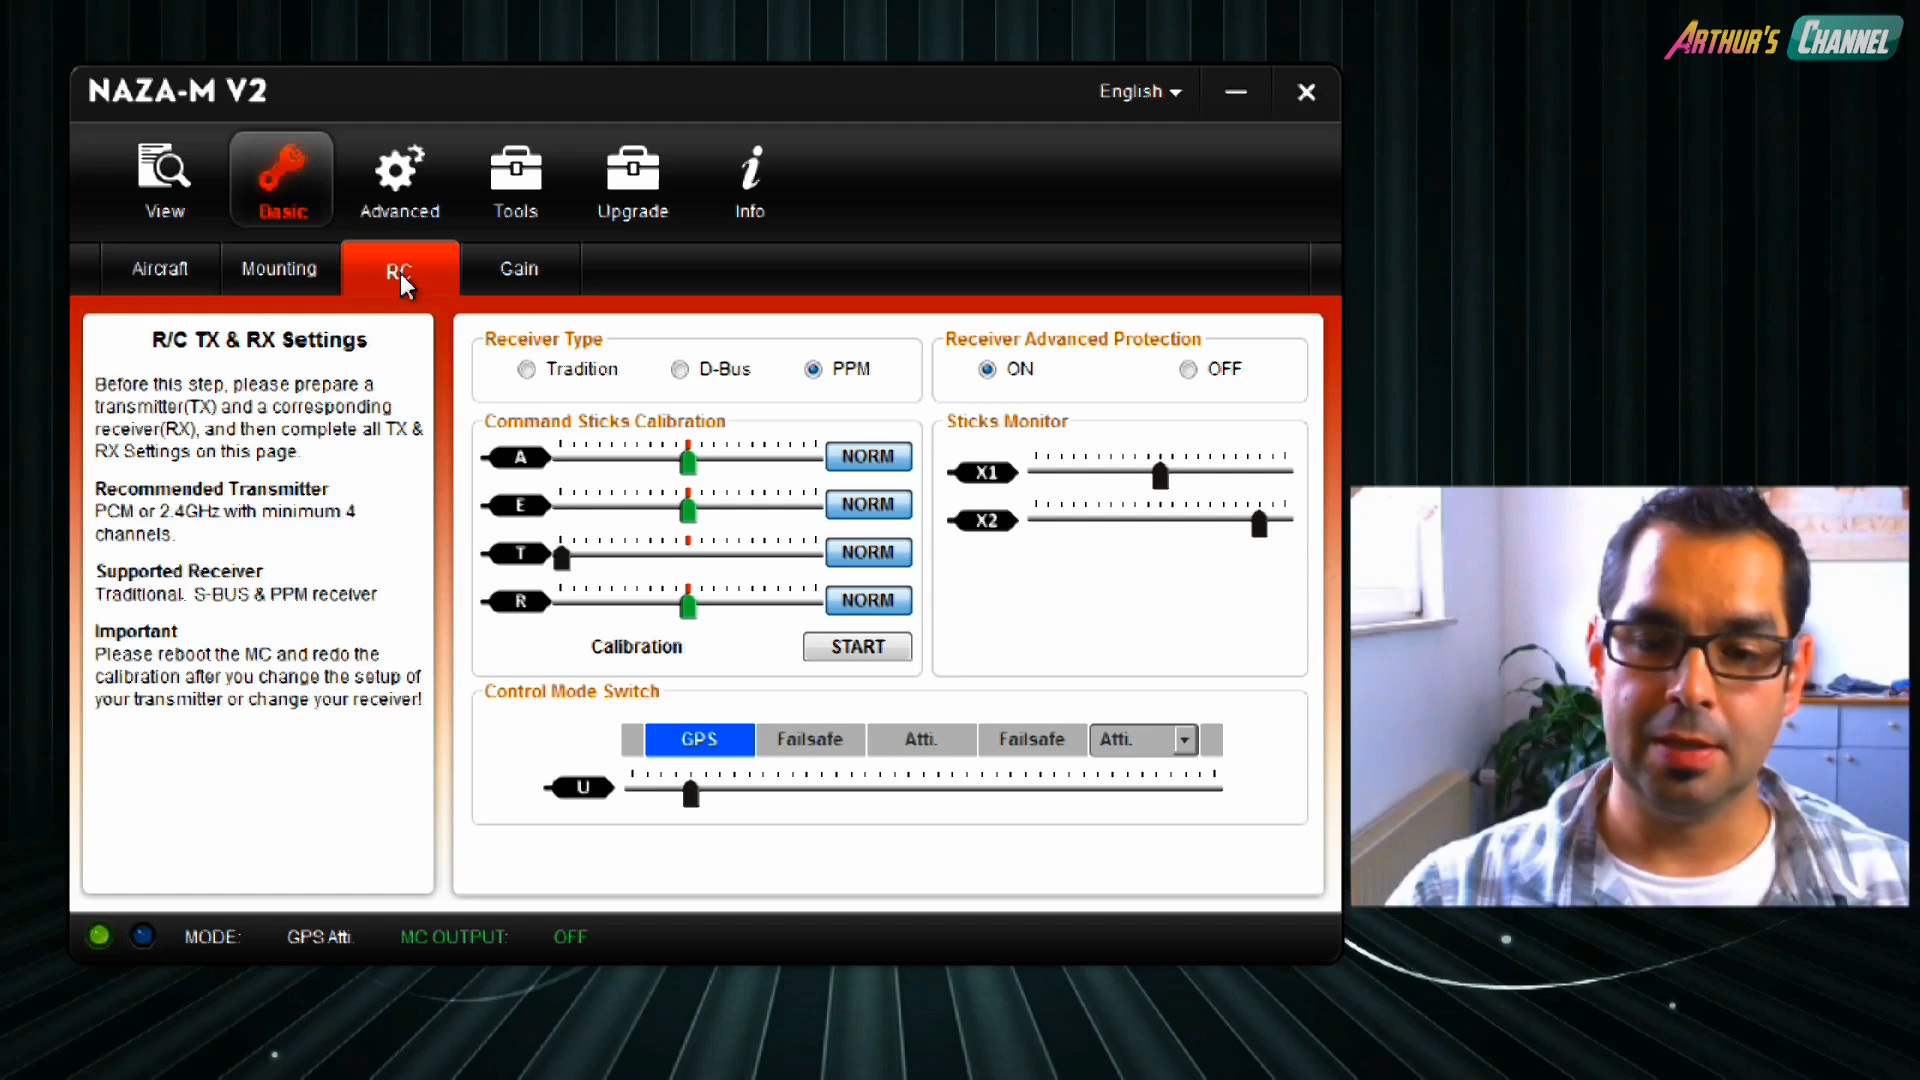 ARTHUR'S CHANNEL
NAZA-M V2
English
View
Basic
Advanced
Tools
Upgrade
Info
Aircraft
Mounting
RC
Gain
R/C TX & RX Settings
Before this step, please prepare a
transmitter(TX) and a corresponding
receiver(RX), and then complete all TX &
RX Settings on this page.
Recommended Transmitter
PCM or 2.4GHz with minimum 4
channels.
Supported Receiver
Traditional. S-BUS & PPM receiver
Important
Please reboot the MC and redo the
calibration after you change the setup of
your transmitter or change your receiver!
Receiver Type
Tradition
D-Bus
PPM
Receiver Advanced Protection
ON
OFF
Command Sticks Calibration
A
NORM
E
NORM
T
NORM
R
NORM
Calibration
START
Sticks Monitor
X1
X2
Control Mode Switch
GPS
Failsafe
Atti.
Failsafe
Atti.
U
MODE:
GPS Atti.
MC OUTPUT:
OFF